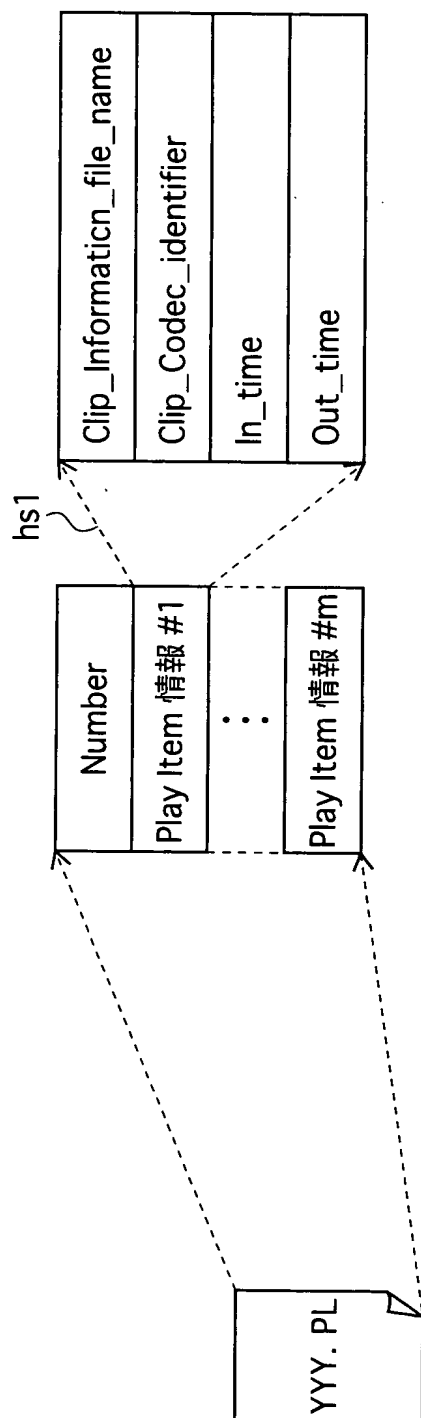 YYY. PL
Number
Play Item 情報 #1
Play Item 情報 #m
hs1
Clip_Informaticn_file_name
Clip_Codec_identifier
In_time
Out_time